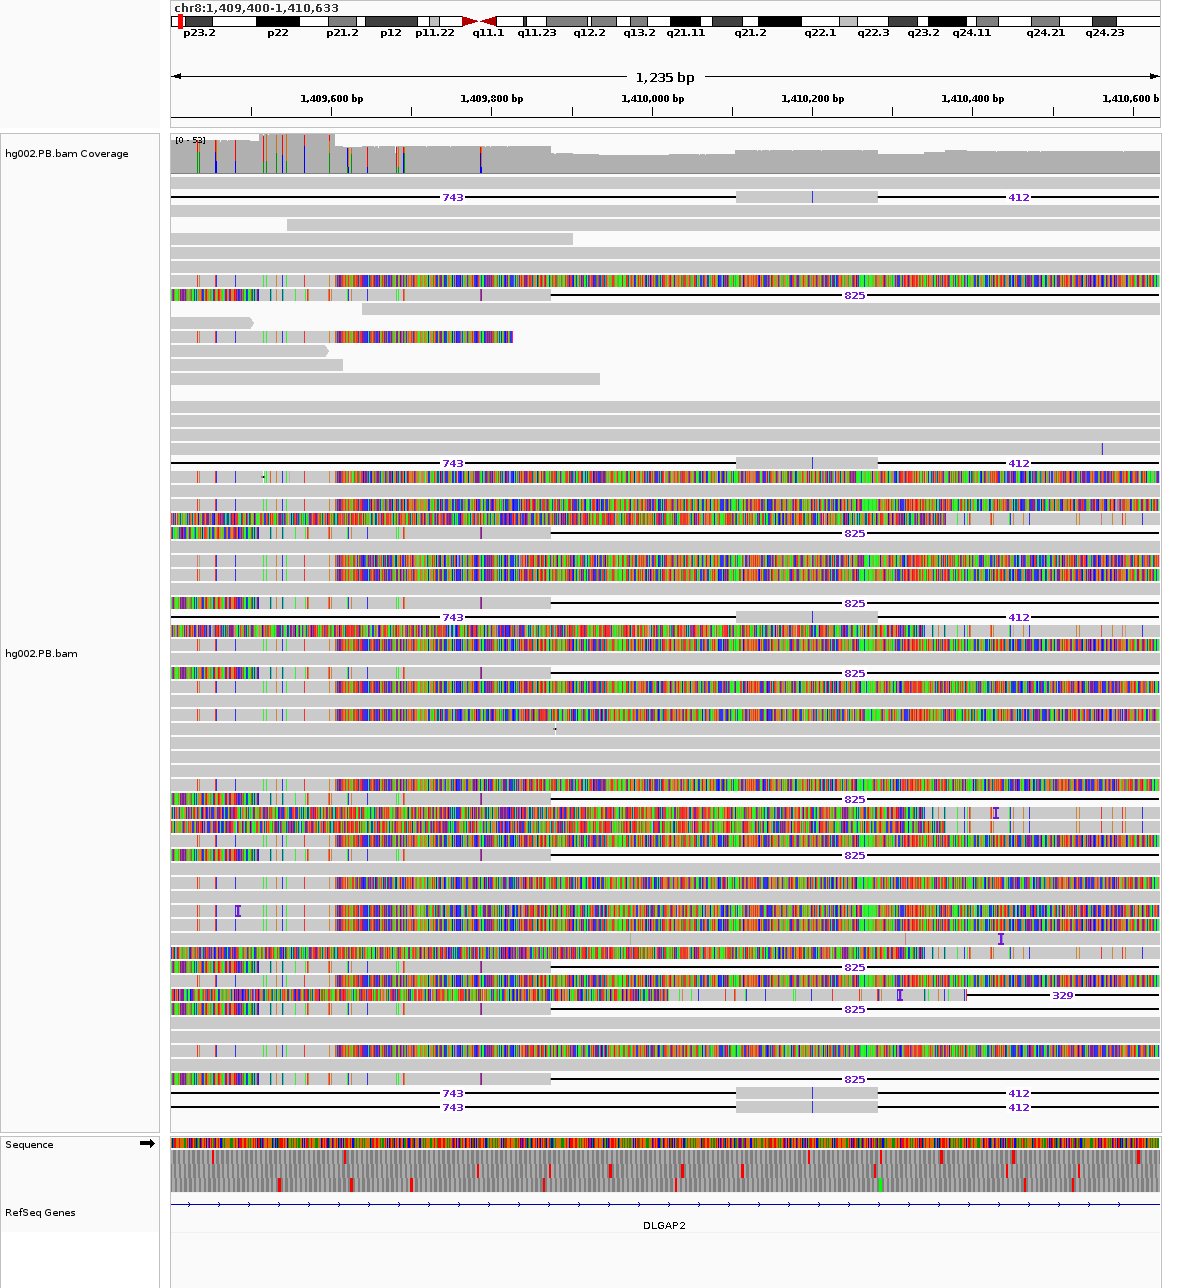 chr8:1,409,400-1,410,633
p23.2 p22 p21.2 p12 p11.22 q11.1 q11.23 q12.2 q13.2 q21.11 q21.2 q22.1 q22.3 q23.2 q24.11 q24.21 q24.23
1,235 bp
1,409,600 bp 1,409,800 bp 1,410,000 bp 1,410,200 bp 1,410,400 bp 1,410,600 b
[0 - 53]
hg002.PB.bam Coverage
743 412
825
743 412
825
825
743 412
hg002.PB.bam
825
825
825
825
329
825
825
743 412
743 412
Sequence
RefSeq Genes
DLGAP2